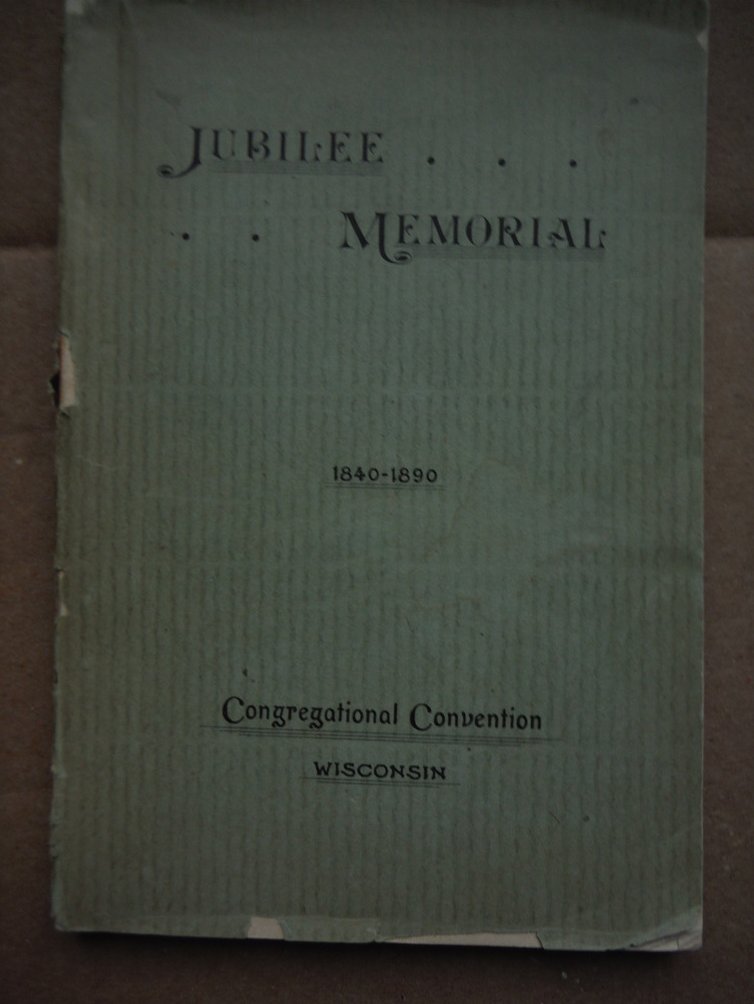 JUBILEE . . .
. . MEMORIAL
1840-1890
Congregational Convention
WISCONSIN